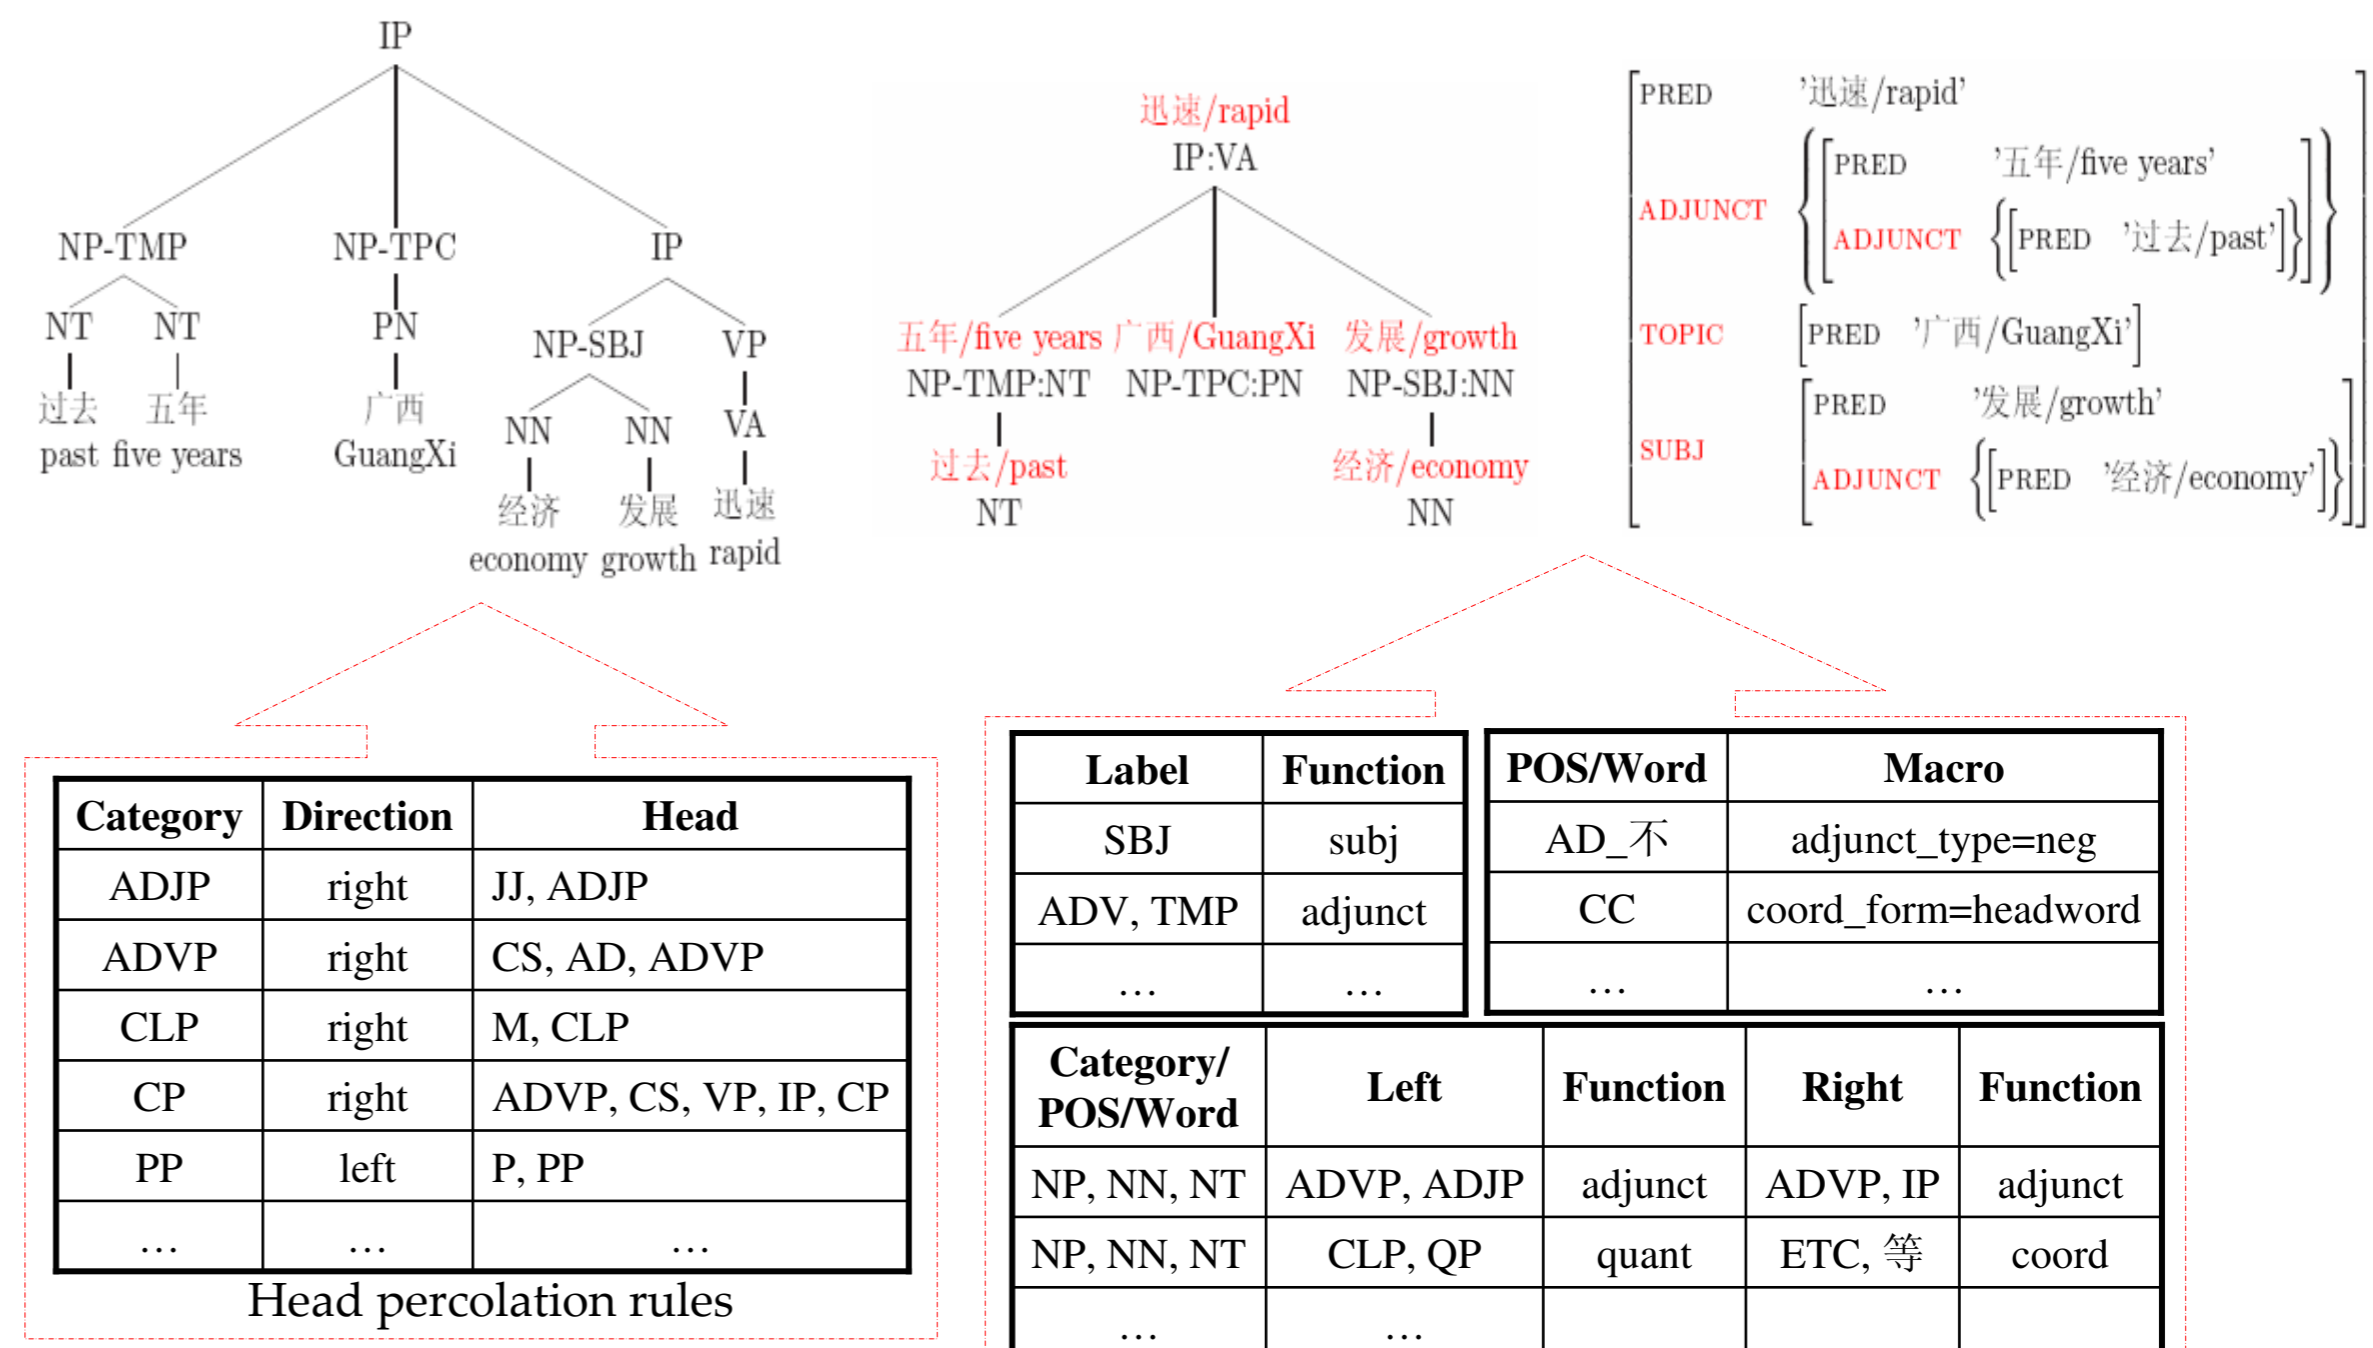 IP
NP-TMP NP-TPC IP
NT NT PN NP-SBJ VP
过去 五年 广西 NN NN VA
past five years GuangXi 经济 发展 迅速
economy growth rapid
迅速/rapid
IP:VA
五年/five years 广西/GuangXi 发展/growth
NP-TMP:NT NP-TPC:PN NP-SBJ:NN
过去/past 经济/economy
NT NN
PRED '迅速/rapid'
PRED '五年/five years'
ADJUNCT
ADJUNCT {[PRED '过去/past']}
TOPIC [PRED '广西/GuangXi']
PRED '发展/growth'
SUBJ
ADJUNCT {[PRED '经济/economy']}
Category Direction Head
ADJP right JJ, ADJP
ADVP right CS, AD, ADVP
CLP right M, CLP
CP right ADVP, CS, VP, IP, CP
PP left P, PP
… … …
Head percolation rules
Label Function
SBJ subj
ADV, TMP adjunct
… …
POS/Word Macro
AD_不 adjunct_type=neg
CC coord_form=headword
… …
Category/
POS/Word Left Function Right Function
NP, NN, NT ADVP, ADJP adjunct ADVP, IP adjunct
NP, NN, NT CLP, QP quant ETC, 等 coord
… …